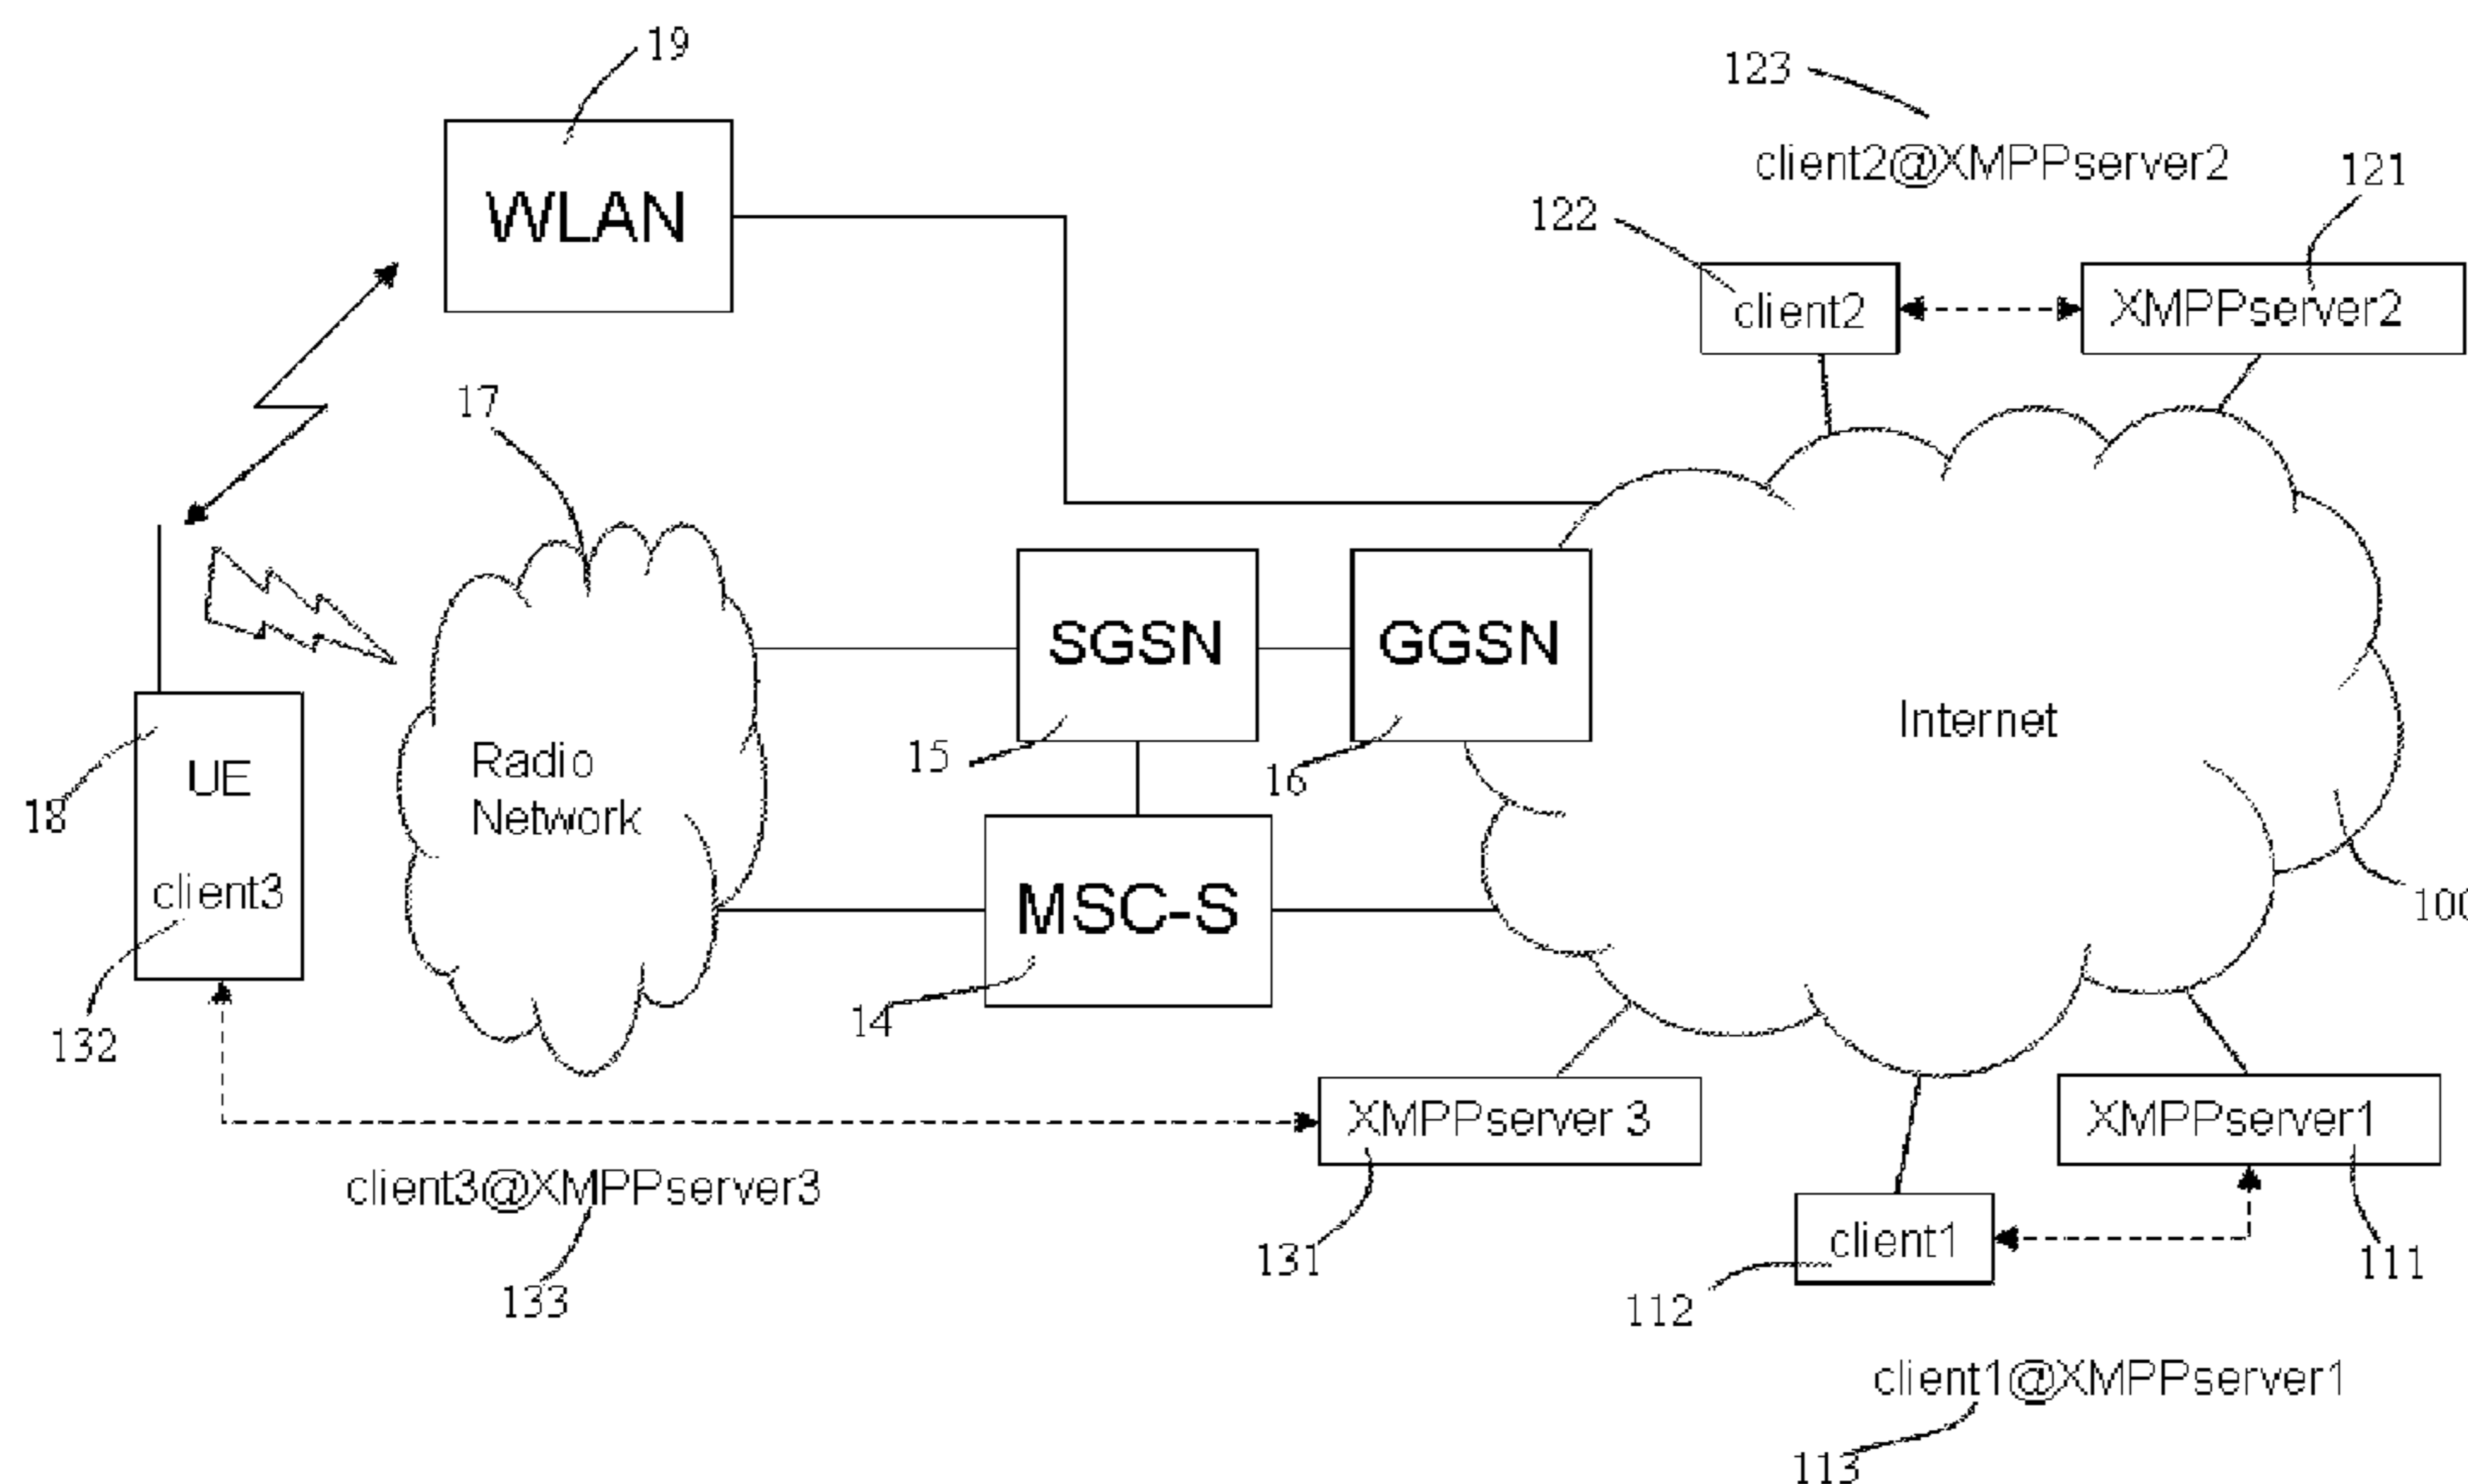 19
123
client2@XMPPserver2
WLAN
121
122
client2
XMPPserver2
17
SGSN
GGSN
Internet
Radio
Network
15
16
18
UE
client3
MSC-S
100
132
14
XMPPserver 3
XMPPserver1
client3@XMPPserver3
client1
131
111
133
112
client1@XMPPserver1
113